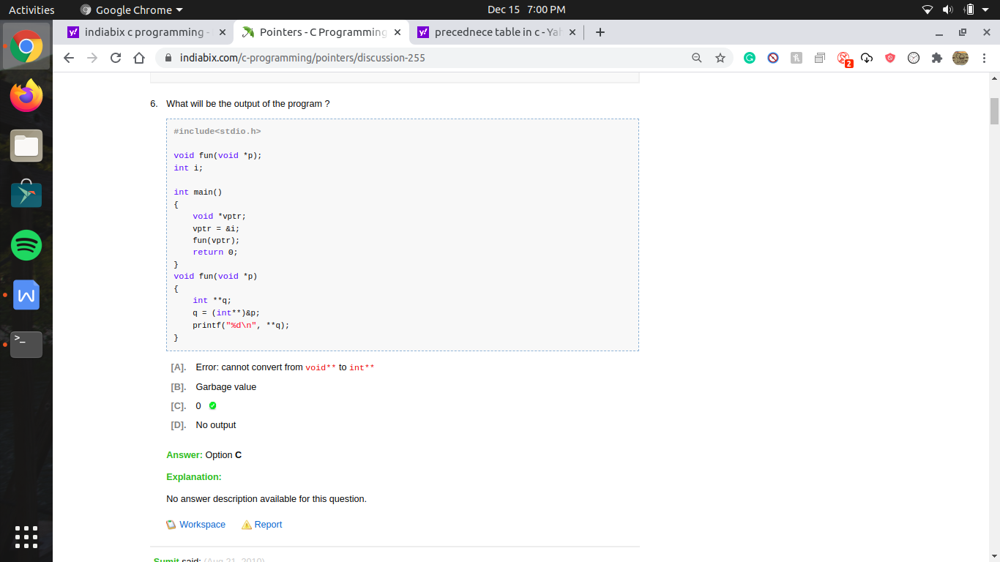 Activities Google Chrome Dec 15 7:00 PM
indiabix c programming - Pointers - C Programming precednece table in c - Yah
indiabix.com/c-programming/pointers/discussion-255 2
6. What will be the output of the program ?
#include<stdio.h>
void fun(void *p);
int i;
int main()
{
void *vptr;
vptr = &i;
fun(vptr);
return 0;
}
void fun(void *p)
{
int **q;
q = (int**)&p;
printf("%d\n", **q);
}
[A]. Error: cannot convert from void** to int**
[B]. Garbage value
[C]. 0
[D]. No output
Answer: Option C
Explanation:
No answer description available for this question.
Workspace Report
Sumit said: (Aug 21, 2010)